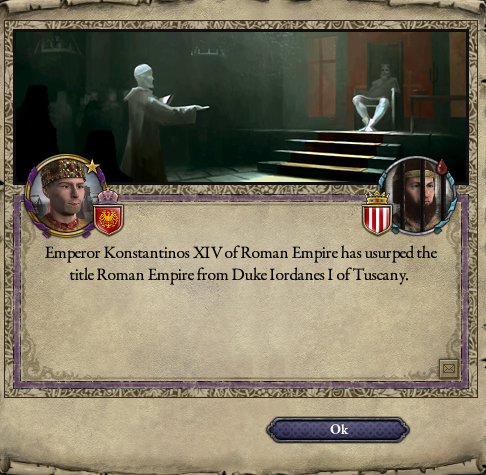 Emperor Konstantinos XIV of Roman Empire has usurped the
title Roman Empire from Duke Iordanes I of Tuscany.
Ok